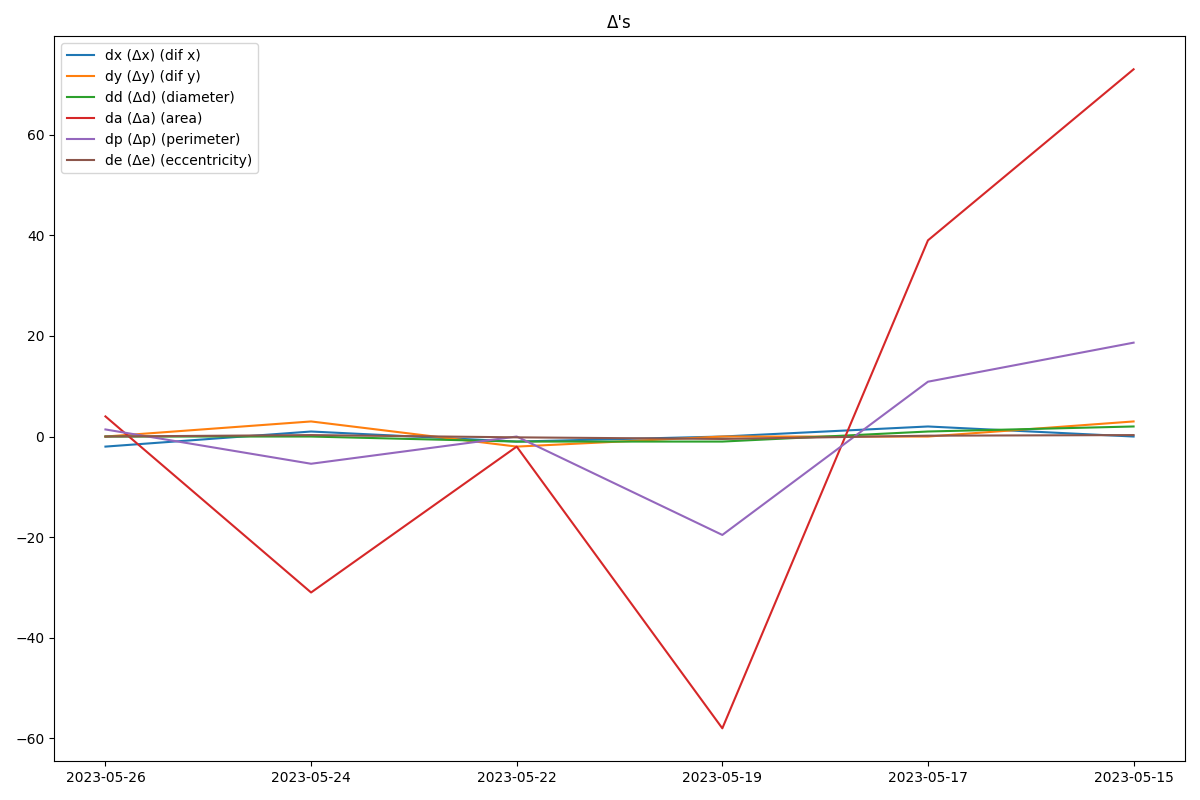 Δ's
dx (Δx) (dif x)
dy (Δy) (dif y)
dd (Δd) (diameter)
da (Δa) (area)
dp (Δp) (perimeter)
de (Δe) (eccentricity)
60
40
20
0
−20
−40
−60
2023-05-26 2023-05-24 2023-05-22 2023-05-19 2023-05-17 2023-05-15